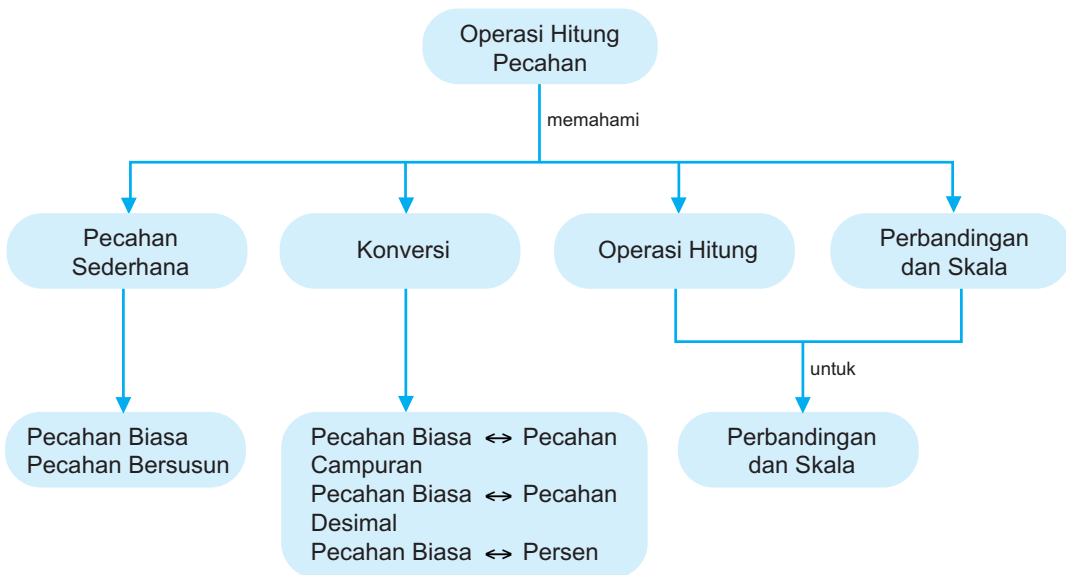 Operasi Hitung
Pecahan
memahami
Pecahan
Sederhana
Konversi
Operasi Hitung
Perbandingan
dan Skala
untuk
Pecahan Biasa
Pecahan Bersusun
Pecahan Biasa ↔ Pecahan
Campuran
Pecahan Biasa ↔ Pecahan
Desimal
Pecahan Biasa ↔ Persen
Perbandingan
dan Skala